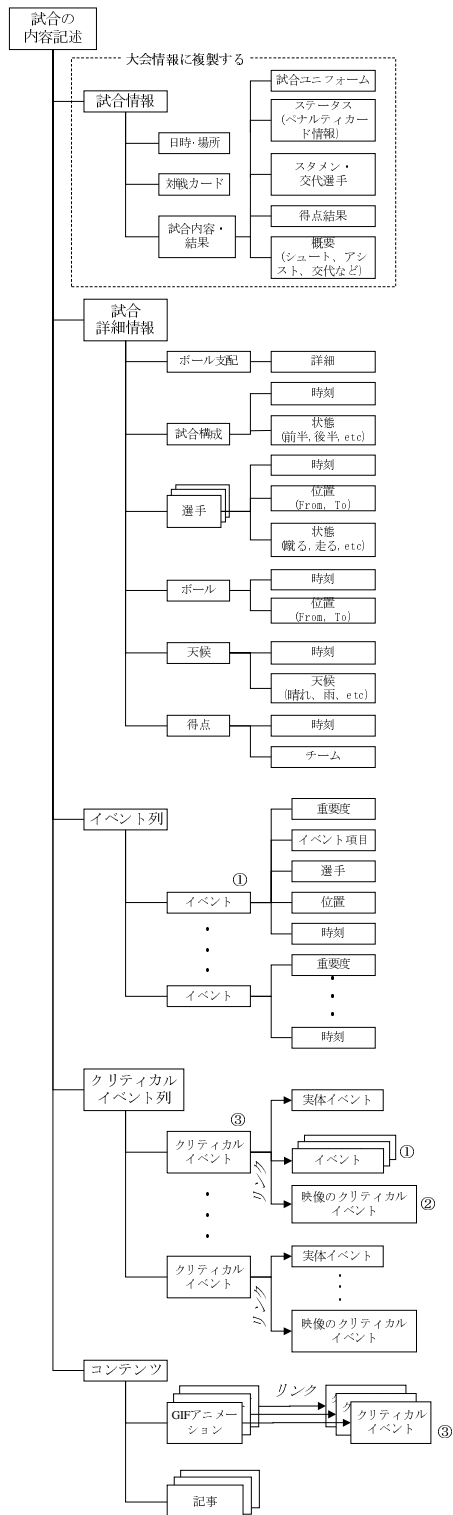 試合の
内容記述
大会情報に複製する
試合情報
日時・場所
対戦カード
試合内容・
結果
試合ユニフォーム
ステータス
(ペナルティカー
ド情報)
スタメン・
交代選手
得点結果
概要
(シュート、アシ
スト、交代など)
試合
詳細情報
ボール支配
詳細
試合構成
時刻
状態
(前半,後半,etc)
選手
時刻
位置
(From, To)
状態
(蹴る,走る,etc)
ボール
時刻
位置
(From, To)
天候
時刻
天候
(晴れ、雨、etc)
得点
時刻
チーム
イベント列
①
イベント
重要度
イベント項目
選手
位置
時刻
イベント
重要度
時刻
クリティカル
イベント列
③
クリティカル
イベント
リンク
実体イベント
イベント
①
映像のクリティカル
イベント
②
クリティカル
イベント
リンク
実体イベント
映像のクリティカル
イベント
コンテンツ
GIFアニメー
ション
リンク
クリティカル
イベント
③
記事